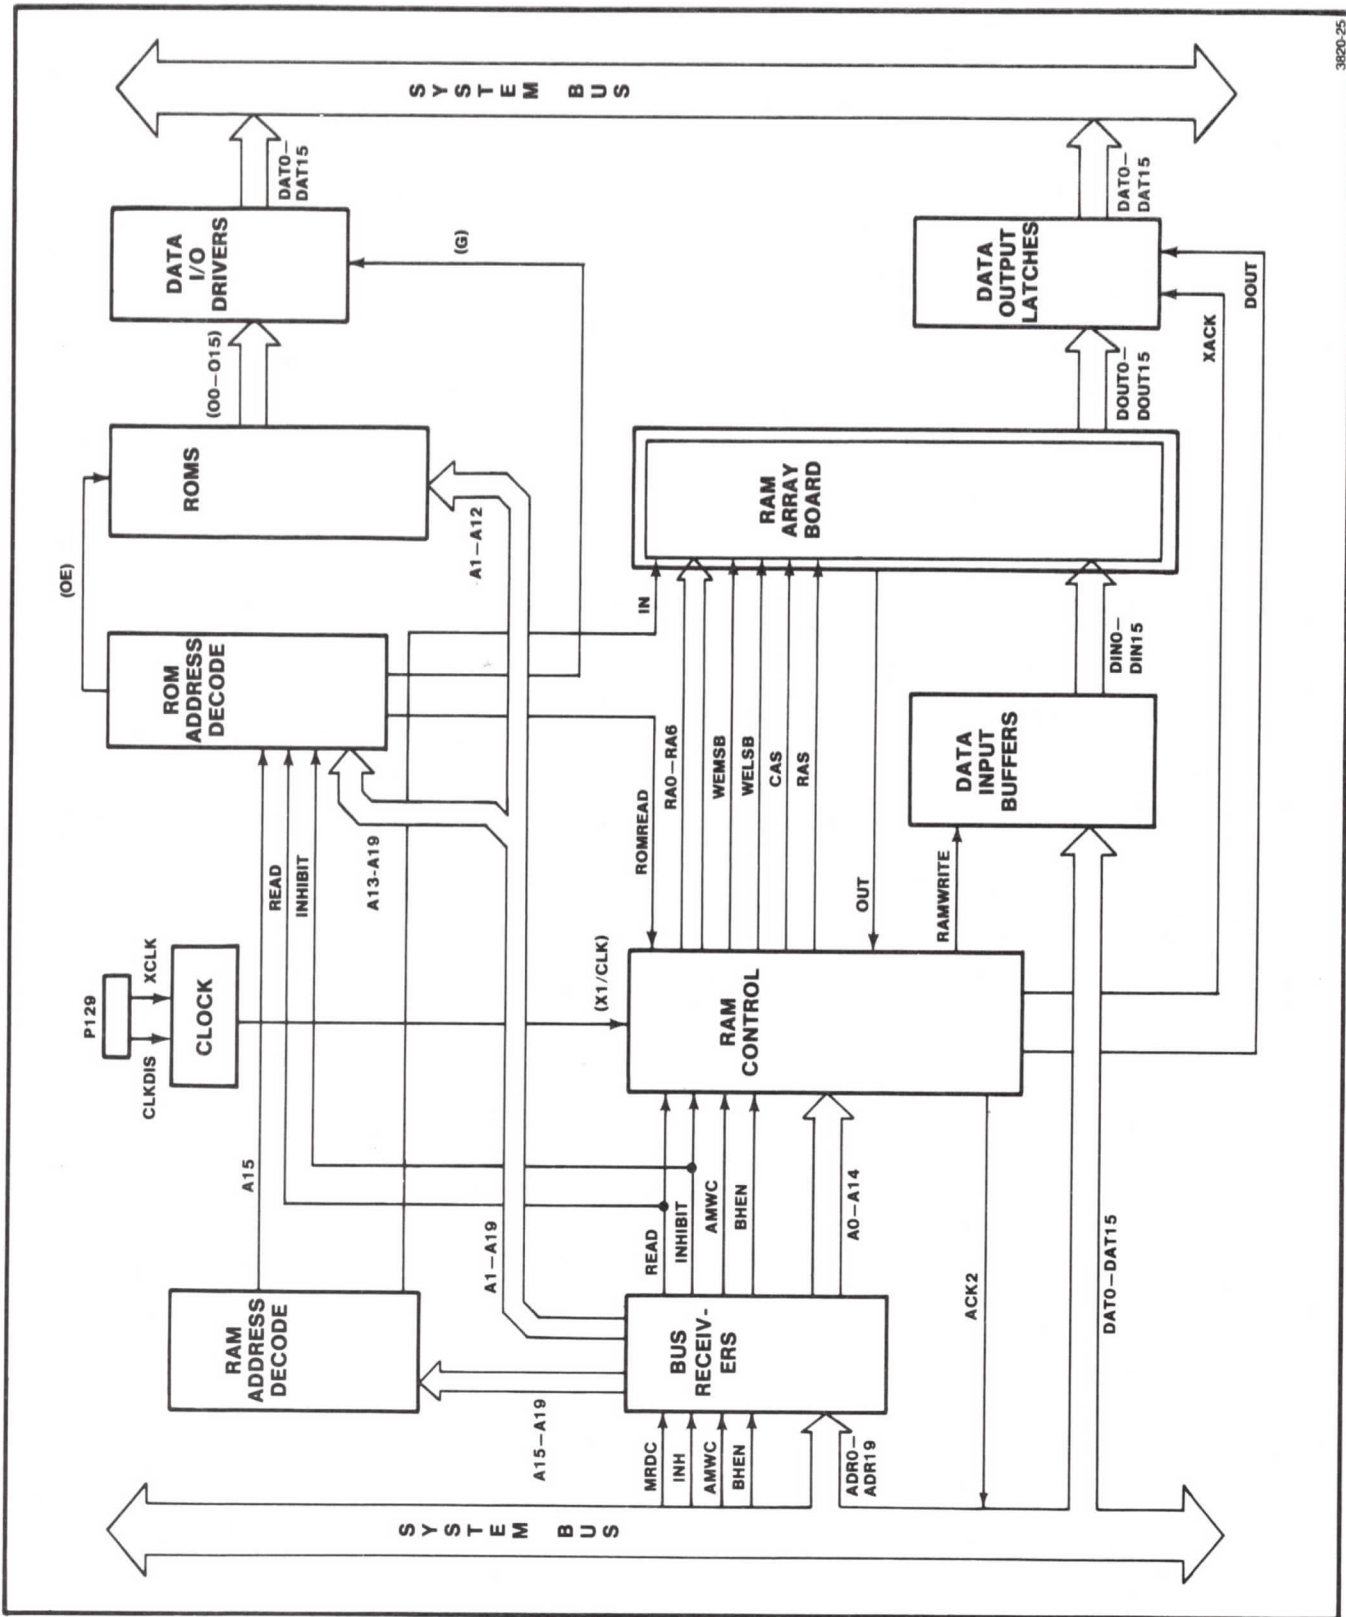 SYSTEM BUS
DAT0–
DAT15
DATA
I/O
DRIVERS
(G)
(O0–O15)
ROMS
(OE)
A1–A12
ROM
ADDRESS
DECODE
IN
A13-A19
READ
INHIBIT
A15
P129
XCLK
CLKDIS
CLOCK
(X1/CLK)
RAM
ADDRESS
DECODE
A1–A19
A15–A19
MRDC
INH
AMWC
BHEN
ADR0–
ADR19
BUS
RECEIV-
ERS
READ
INHIBIT
AMWC
BHEN
A0–A14
ACK2
RAM
CONTROL
ROMREAD
RA0–RA6
WEMSB
WELSB
CAS
RAS
OUT
RAMWRITE
RAM
ARRAY
BOARD
DATA
INPUT
BUFFERS
DIN0–
DIN15
DAT0–DAT15
DOUT0–
DOUT15
DATA
OUTPUT
LATCHES
DAT0–
DAT15
XACK
DOUT
SYSTEM BUS
3820-25